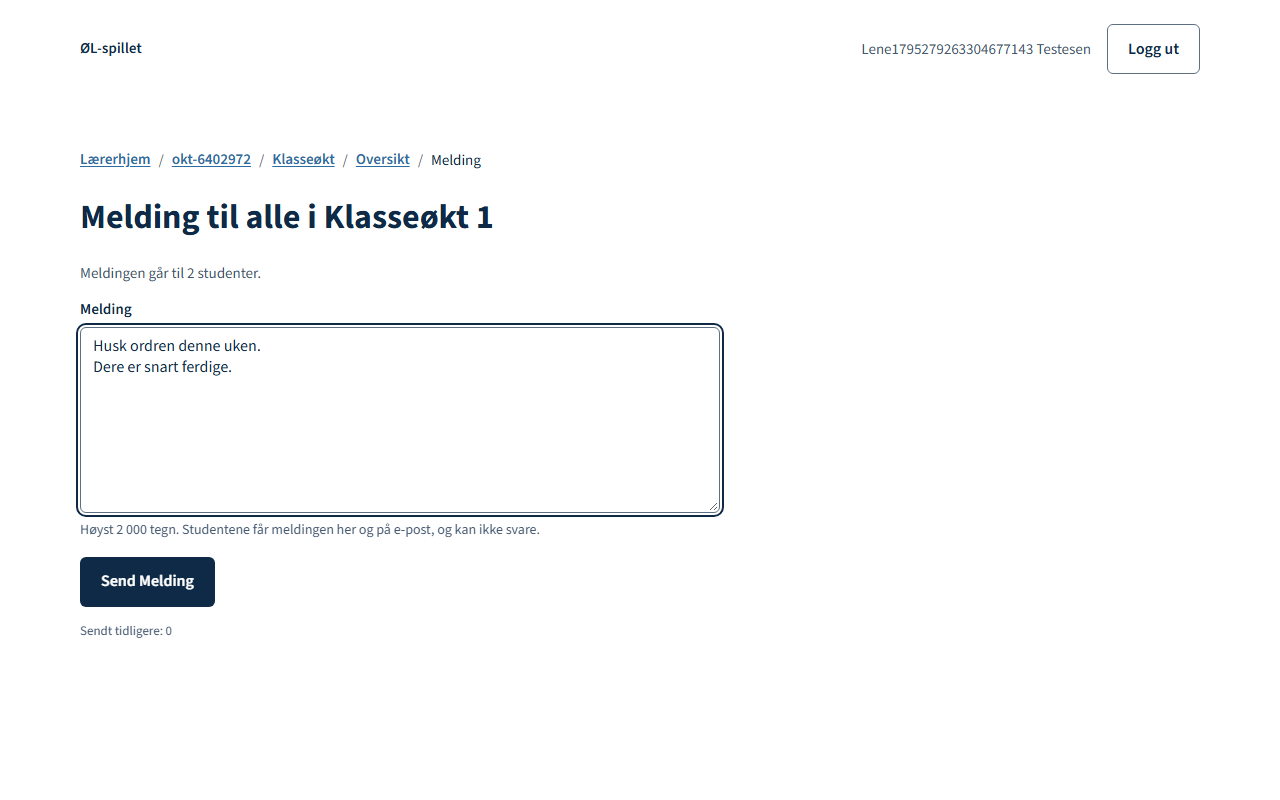 ØL-spillet
Lene1795279263304677143 Testesen
Logg ut
Lærerhjem / okt-6402972 / Klasseøkt / Oversikt / Melding
Melding til alle i Klasseøkt 1
Meldingen går til 2 studenter.
Melding
Husk ordren denne uken.
Dere er snart ferdige.
Høyst 2 000 tegn. Studentene får meldingen her og på e-post, og kan ikke svare.
Send Melding
Sendt tidligere: 0